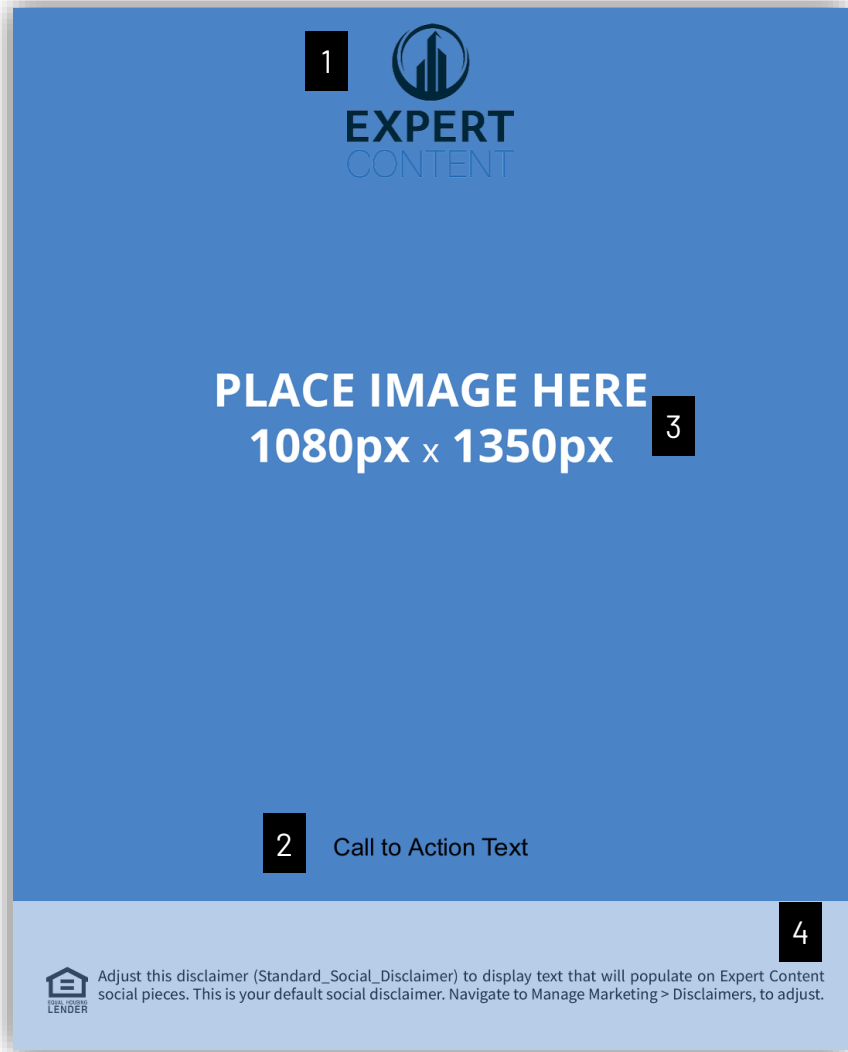 1
EXPERT
CONTENT
PLACE IMAGE HERE
1080px x 1350px
3
2
Call to Action Text
4
Adjust this disclaimer (Standard_Social_Disclaimer) to display text that will populate on Expert Content
social pieces. This is your default social disclaimer. Navigate to Manage Marketing > Disclaimers, to adjust.
EQUAL HOUSING
LENDER